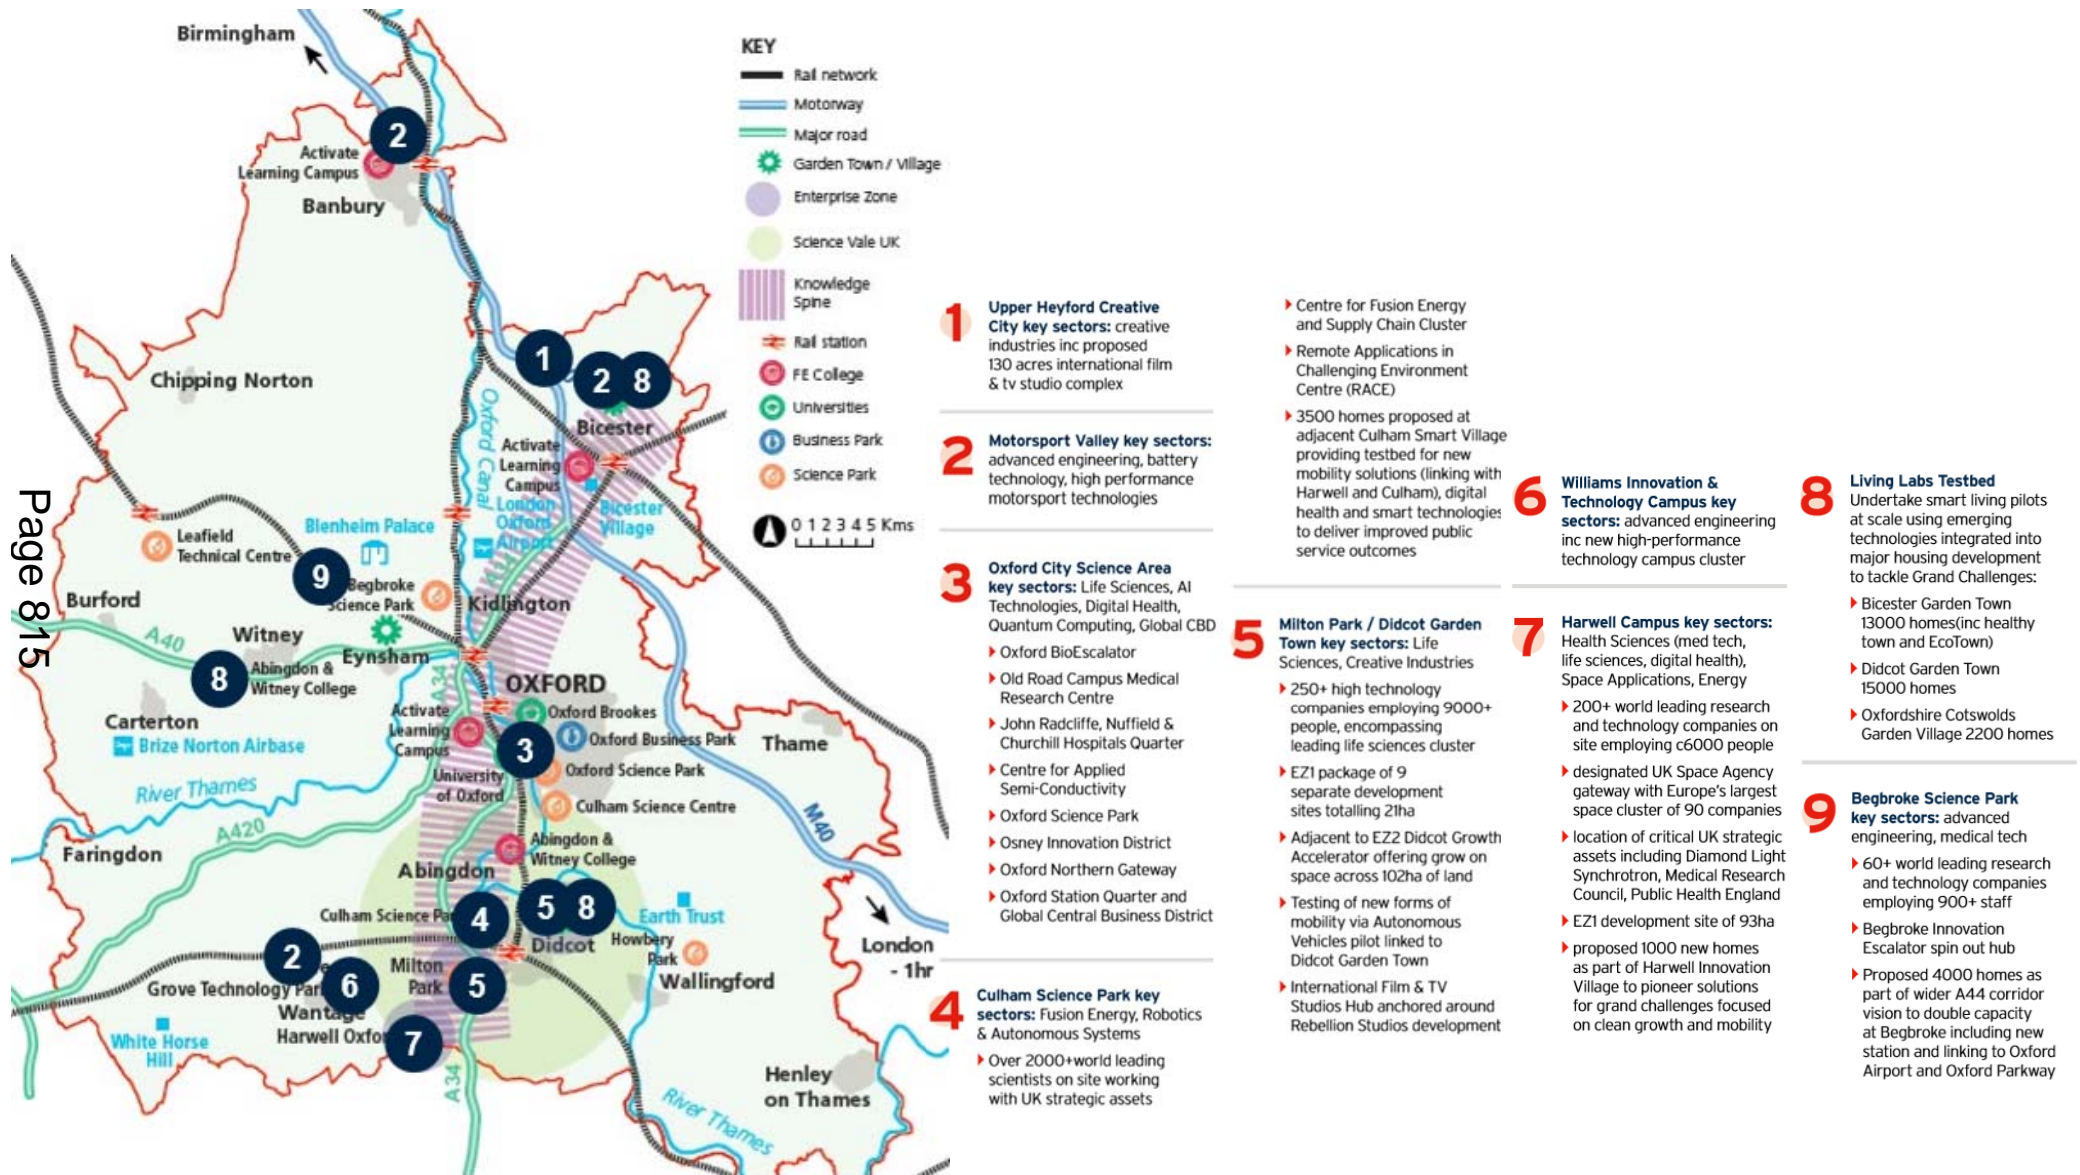 Page 815
Birmingham
2
Activate
Learning Campus
Banbury
Chipping Norton
Oxford Canal
1
2 8
Bicester
Activate
Learning
Campus
Bicester
Village
London
Oxford
Airport
Blenheim Palace
Leafield
Technical Centre
9
Begbroke
Science Park
Kidlington
Burford
A40
Witney
Eynsham
8
Abingdon &
Witney College
A34
OXFORD
Oxford Brookes
Activate
Learning
Campus
3
Oxford Business Park
Oxford Science Park
University
of Oxford
Culham Science Centre
Carterton
Brize Norton Airbase
River Thames
A420
Faringdon
Thame
M40
Abingdon &
Witney College
Abingdon
Culham Science Pa
4
5 8
Earth Trust
Didcot
Howbery
Park
Wallingford
London
- 1hr
2
Grove Technology Par
6
Milton
Park
5
Wantage
Harwell Oxfo
7
White Horse
Hill
A34
Henley
on Thames
River Thames
KEY
Rail network
Motorway
Major road
Garden Town / Village
Enterprise Zone
Science Vale UK
Knowledge
Spine
Rail station
FE College
Universities
Business Park
Science Park
0 1 2 3 4 5 Kms
1
Upper Heyford Creative
City key sectors: creative
industries inc proposed
130 acres international film
& tv studio complex
2
Motorsport Valley key sectors:
advanced engineering, battery
technology, high performance
motorsport technologies
3
Oxford City Science Area
key sectors: Life Sciences, AI
Technologies, Digital Health,
Quantum Computing, Global CBD
Oxford BioEscalator
Old Road Campus Medical
Research Centre
John Radcliffe, Nuffield &
Churchill Hospitals Quarter
Centre for Applied
Semi-Conductivity
Oxford Science Park
Osney Innovation District
Oxford Northern Gateway
Oxford Station Quarter and
Global Central Business District
4
Culham Science Park key
sectors: Fusion Energy, Robotics
& Autonomous Systems
Over 2000+world leading
scientists on site working
with UK strategic assets
Centre for Fusion Energy
and Supply Chain Cluster
Remote Applications in
Challenging Environment
Centre (RACE)
3500 homes proposed at
adjacent Culham Smart Village
providing testbed for new
mobility solutions (linking with
Harwell and Culham), digital
health and smart technologies
to deliver improved public
service outcomes
5
Milton Park / Didcot Garden
Town key sectors: Life
Sciences, Creative Industries
250+ high technology
companies employing 9000+
people, encompassing
leading life sciences cluster
EZ1 package of 9
separate development
sites totalling 21ha
Adjacent to EZ2 Didcot Growth
Accelerator offering grow on
space across 102ha of land
Testing of new forms of
mobility via Autonomous
Vehicles pilot linked to
Didcot Garden Town
International Film & TV
Studios Hub anchored around
Rebellion Studios development
6
Williams Innovation &
Technology Campus key
sectors: advanced engineering
inc new high-performance
technology campus cluster
7
Harwell Campus key sectors:
Health Sciences (med tech,
life sciences, digital health),
Space Applications, Energy
200+ world leading research
and technology companies on
site employing c6000 people
designated UK Space Agency
gateway with Europe's largest
space cluster of 90 companies
location of critical UK strategic
assets including Diamond Light
Synchrotron, Medical Research
Council, Public Health England
EZ1 development site of 93ha
proposed 1000 new homes
as part of Harwell Innovation
Village to pioneer solutions
for grand challenges focused
on clean growth and mobility
8
Living Labs Testbed
Undertake smart living pilots
at scale using emerging
technologies integrated into
major housing development
to tackle Grand Challenges:
Bicester Garden Town
13000 homes(inc healthy
town and EcoTown)
Didcot Garden Town
15000 homes
Oxfordshire Cotswolds
Garden Village 2200 homes
9
Begbroke Science Park
key sectors: advanced
engineering, medical tech
60+ world leading research
and technology companies
employing 900+ staff
Begbroke Innovation
Escalator spin out hub
Proposed 4000 homes as
part of wider A44 corridor
vision to double capacity
at Begbroke including new
station and linking to Oxford
Airport and Oxford Parkway